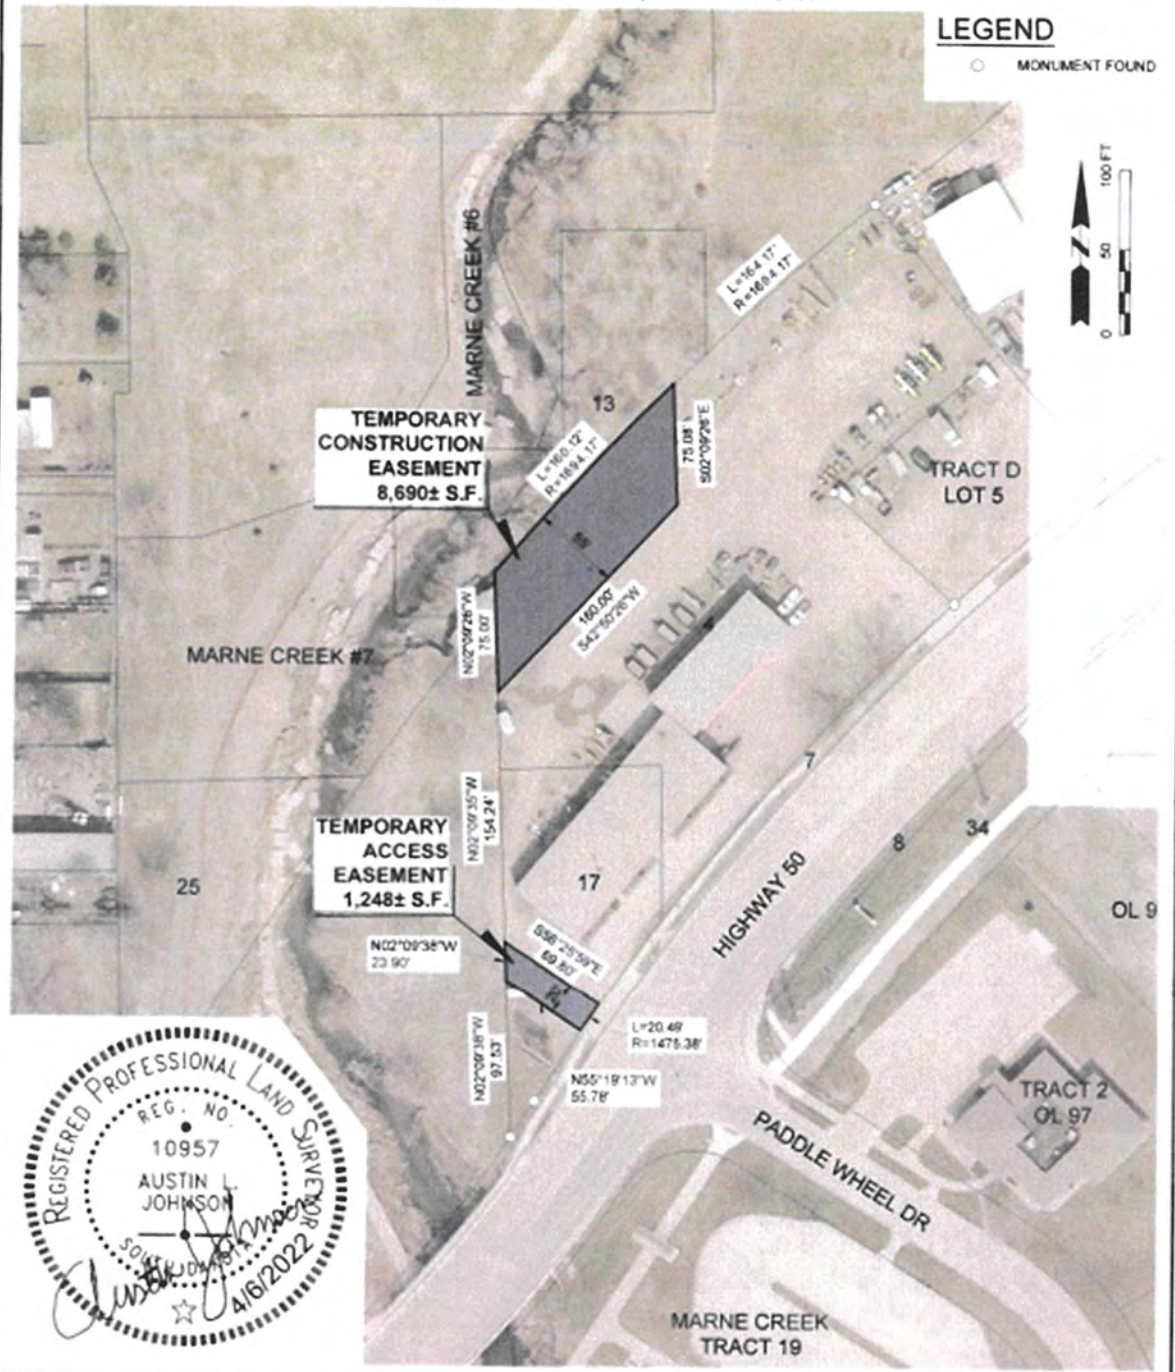 LEGEND
MONUMENT FOUND
100 FT
50
0
L=164.17'
R=1694.17'
MARNE CREEK #6
13
TEMPORARY
CONSTRUCTION
EASEMENT
8,690± S.F.
L=160.12'
R=1694.17'
75.08'
S02°09'26"E
TRACT D
LOT 5
160.00'
S42°50'26"W
N02°09'26"W
75.00'
MARNE CREEK #7
7
N02°09'35"W
154.24'
TEMPORARY
ACCESS
EASEMENT
1,248± S.F.
25
17
34
8
HIGHWAY 50
OL 9
N02°09'38"W
23.90'
S56°25'59"E
69.80'
L=20.49'
R=1475.38'
N02°09'38"W
97.53'
N55°19'13"W
55.78'
TRACT 2
OL 97
PADDLE WHEEL DR
REGISTERED PROFESSIONAL LAND SURVEYOR
REG. NO.
10957
AUSTIN L.
JOHNSON
SOUTH DAKOTA
Austin Johnson
4/6/2022
MARNE CREEK
TRACT 19